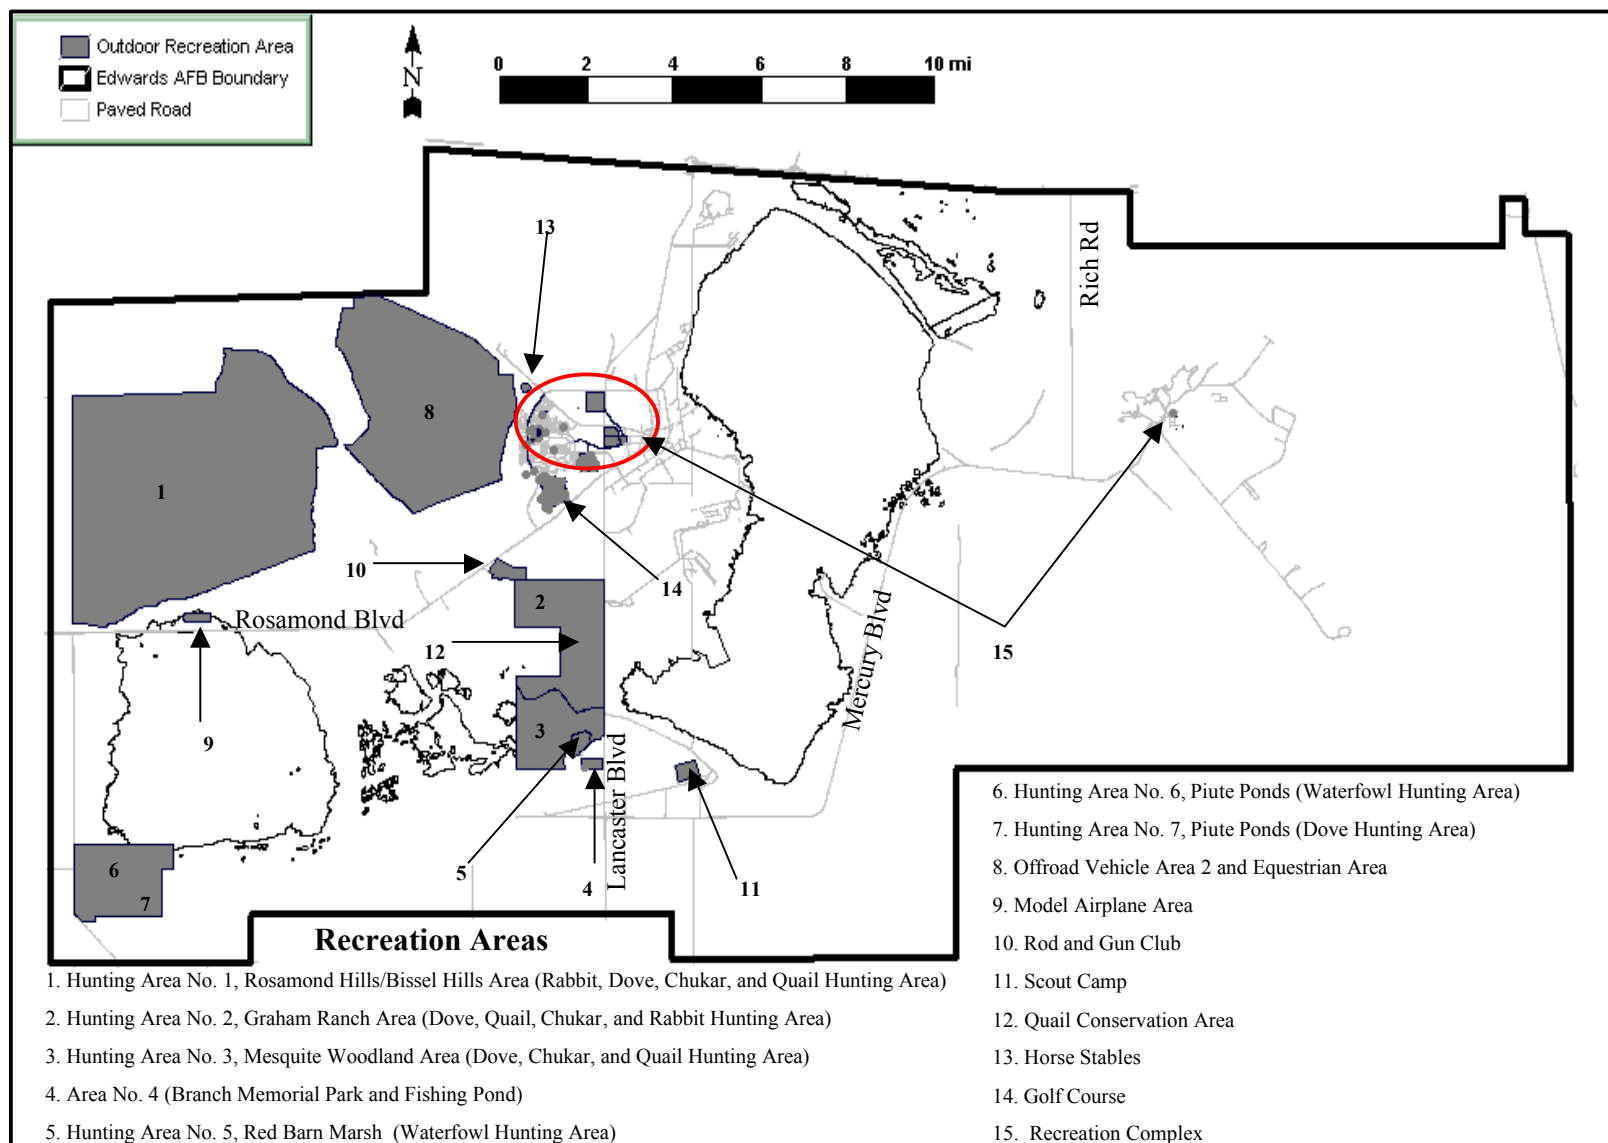 Outdoor Recreation Area
Edwards AFB Boundary
Paved Road
N
0 2 4 6 8 10 mi
13
Rich Rd
8
1
10
14
2
Rosamond Blvd
12
15
Mercury Blvd
3
9
Lancaster Blvd
6
5
4
11
7
Recreation Areas
1. Hunting Area No. 1, Rosamond Hills/Bissel Hills Area (Rabbit, Dove, Chukar, and Quail Hunting Area)
2. Hunting Area No. 2, Graham Ranch Area (Dove, Quail, Chukar, and Rabbit Hunting Area)
3. Hunting Area No. 3, Mesquite Woodland Area (Dove, Chukar, and Quail Hunting Area)
4. Area No. 4 (Branch Memorial Park and Fishing Pond)
5. Hunting Area No. 5, Red Barn Marsh (Waterfowl Hunting Area)
6. Hunting Area No. 6, Piute Ponds (Waterfowl Hunting Area)
7. Hunting Area No. 7, Piute Ponds (Dove Hunting Area)
8. Offroad Vehicle Area 2 and Equestrian Area
9. Model Airplane Area
10. Rod and Gun Club
11. Scout Camp
12. Quail Conservation Area
13. Horse Stables
14. Golf Course
15. Recreation Complex